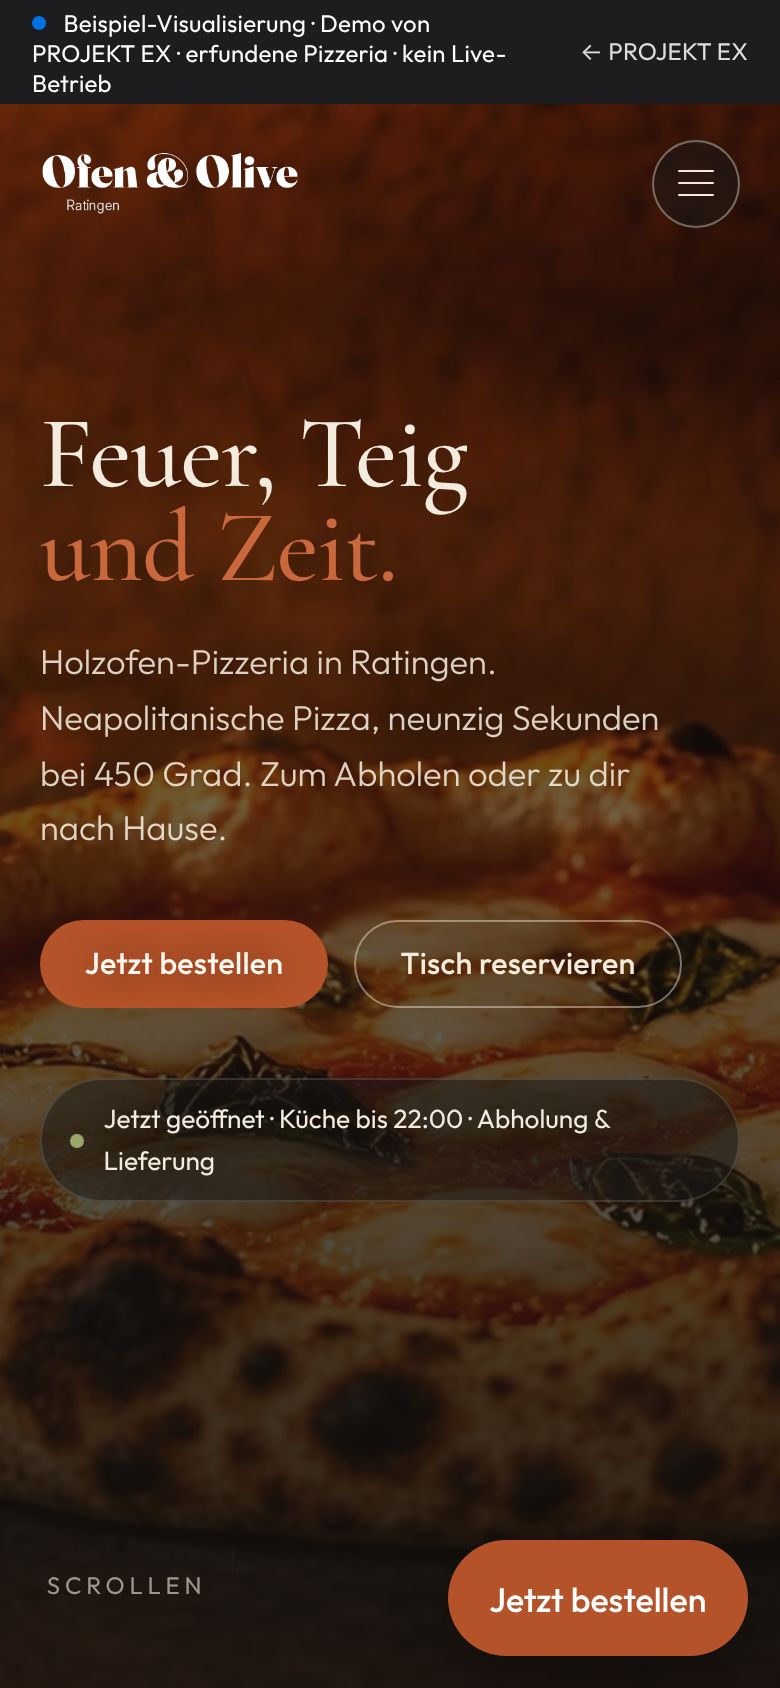 Beispiel-Visualisierung · Demo von
PROJEKT EX · erfundene Pizzeria · kein Live-
Betrieb
← PROJEKT EX
Ofen & Olive
Ratingen
Feuer, Teig
und Zeit.
Holzofen-Pizzeria in Ratingen.
Neapolitanische Pizza, neunzig Sekunden
bei 450 Grad. Zum Abholen oder zu dir
nach Hause.
Jetzt bestellen
Tisch reservieren
Jetzt geöffnet · Küche bis 22:00 · Abholung &
Lieferung
SCROLLEN
Jetzt bestellen